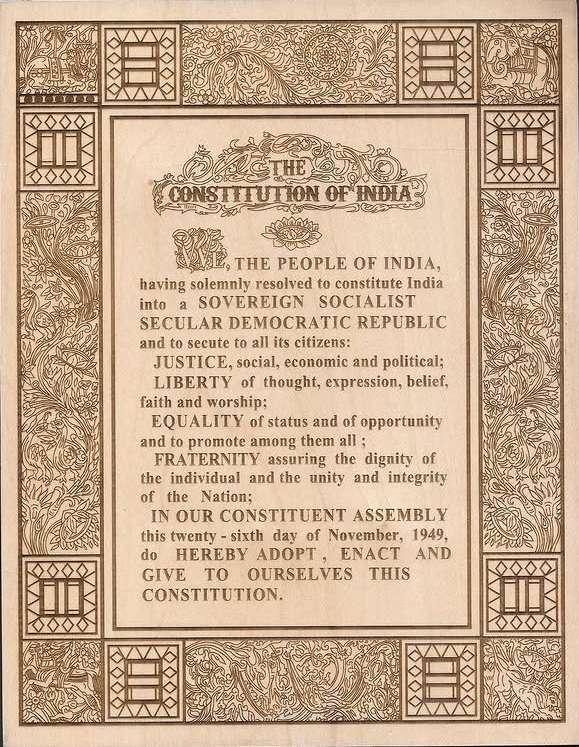 THE
CONSTITUTION OF INDIA
WE, THE PEOPLE OF INDIA,
having solemnly resolved to constitute India
into a SOVEREIGN SOCIALIST
SECULAR DEMOCRATIC REPUBLIC
and to secute to all its citizens:
JUSTICE, social, economic and political;
LIBERTY of thought, expression, belief,
faith and worship;
EQUALITY of status and of opportunity
and to promote among them all ;
FRATERNITY assuring the dignity of
the individual and the unity and integrity
of the Nation;
IN OUR CONSTITUENT ASSEMBLY
this twenty - sixth day of November, 1949,
do HEREBY ADOPT , ENACT AND
GIVE TO OURSELVES THIS
CONSTITUTION.